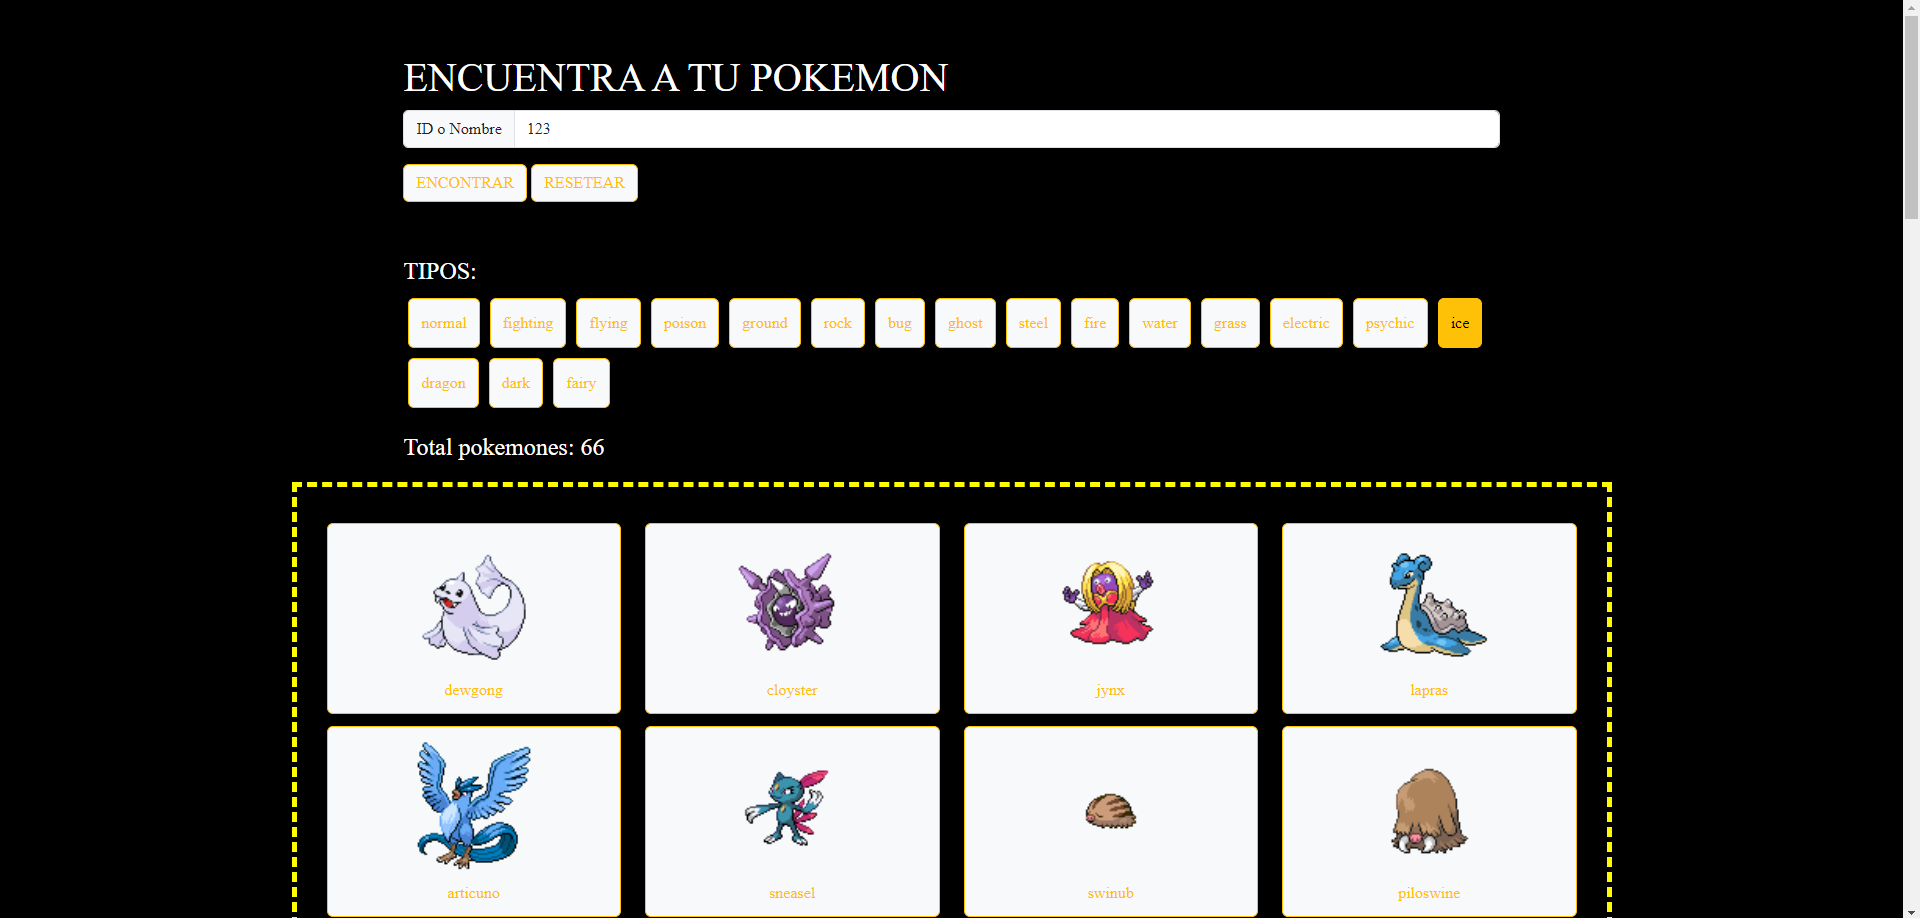 ENCUENTRA A TU POKEMON
ID o Nombre 123
ENCONTRAR RESETEAR
TIPOS:
normal fighting flying poison ground rock bug ghost steel fire water grass electric psychic ice
dragon dark fairy
Total pokemones: 66
dewgong cloyster jynx lapras
articuno sneasel swinub piloswine